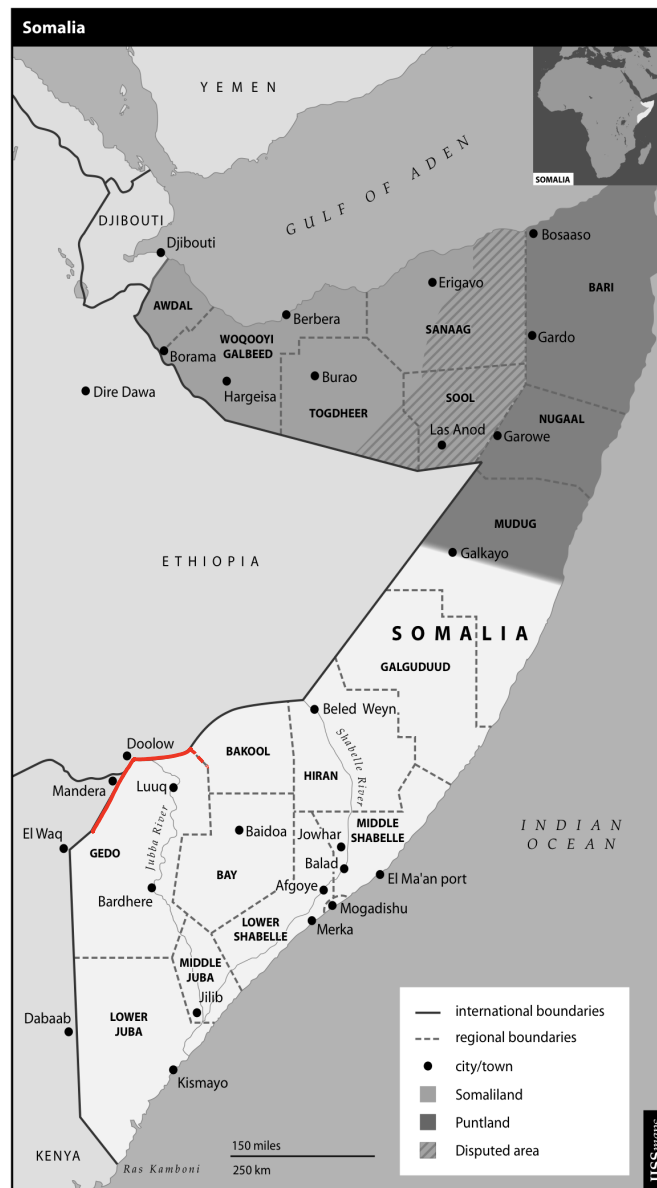 Somalia
YEMEN
GULF OF ADEN
SOMALIA
DJIBOUTI
Djibouti
Bosaaso
Erigavo
BARI
AWDAL
Berbera
SANAAG
WOQOOYI
GALBEED
Gardo
Borama
Burao
Dire Dawa
Hargeisa
SOOL
TOGDHEER
NUGAAL
Las Anod
Garowe
MUDUG
Galkayo
ETHIOPIA
SOMALIA
GALGUDUUD
Beled Weyn
Shabelle River
Doolow
BAKOOL
HIRAN
Mandera
Luuq
Jubba River
MIDDLE
SHABELLE
INDIAN
OCEAN
El Waq
GEDO
Baidoa
Jowhar
BAY
Balad
El Ma'an port
Bardhere
Afgoye
Mogadishu
Merka
LOWER
SHABELLE
MIDDLE
JUBA
Jilib
Dabaab
LOWER
JUBA
Kismayo
KENYA
Ras Kamboni
150 miles
250 km
international boundaries
regional boundaries
city/town
Somaliland
Puntland
Disputed area
IISSmaps